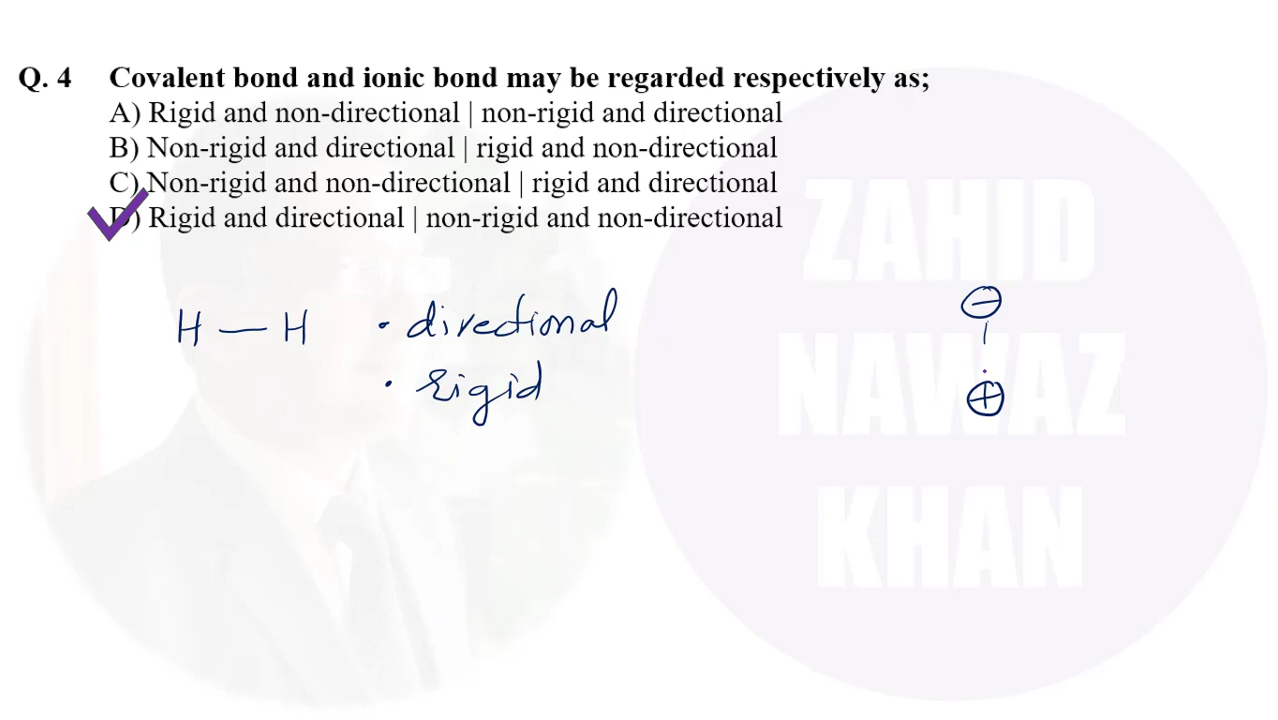 Q. 4 Covalent bond and ionic bond may be regarded respectively as;
A) Rigid and non-directional | non-rigid and directional
B) Non-rigid and directional | rigid and non-directional
C) Non-rigid and non-directional | rigid and directional
D) Rigid and directional | non-rigid and non-directional
H — H • directional
• rigid
⊖
⊕
ZAHID
NAWAZ
KHAN